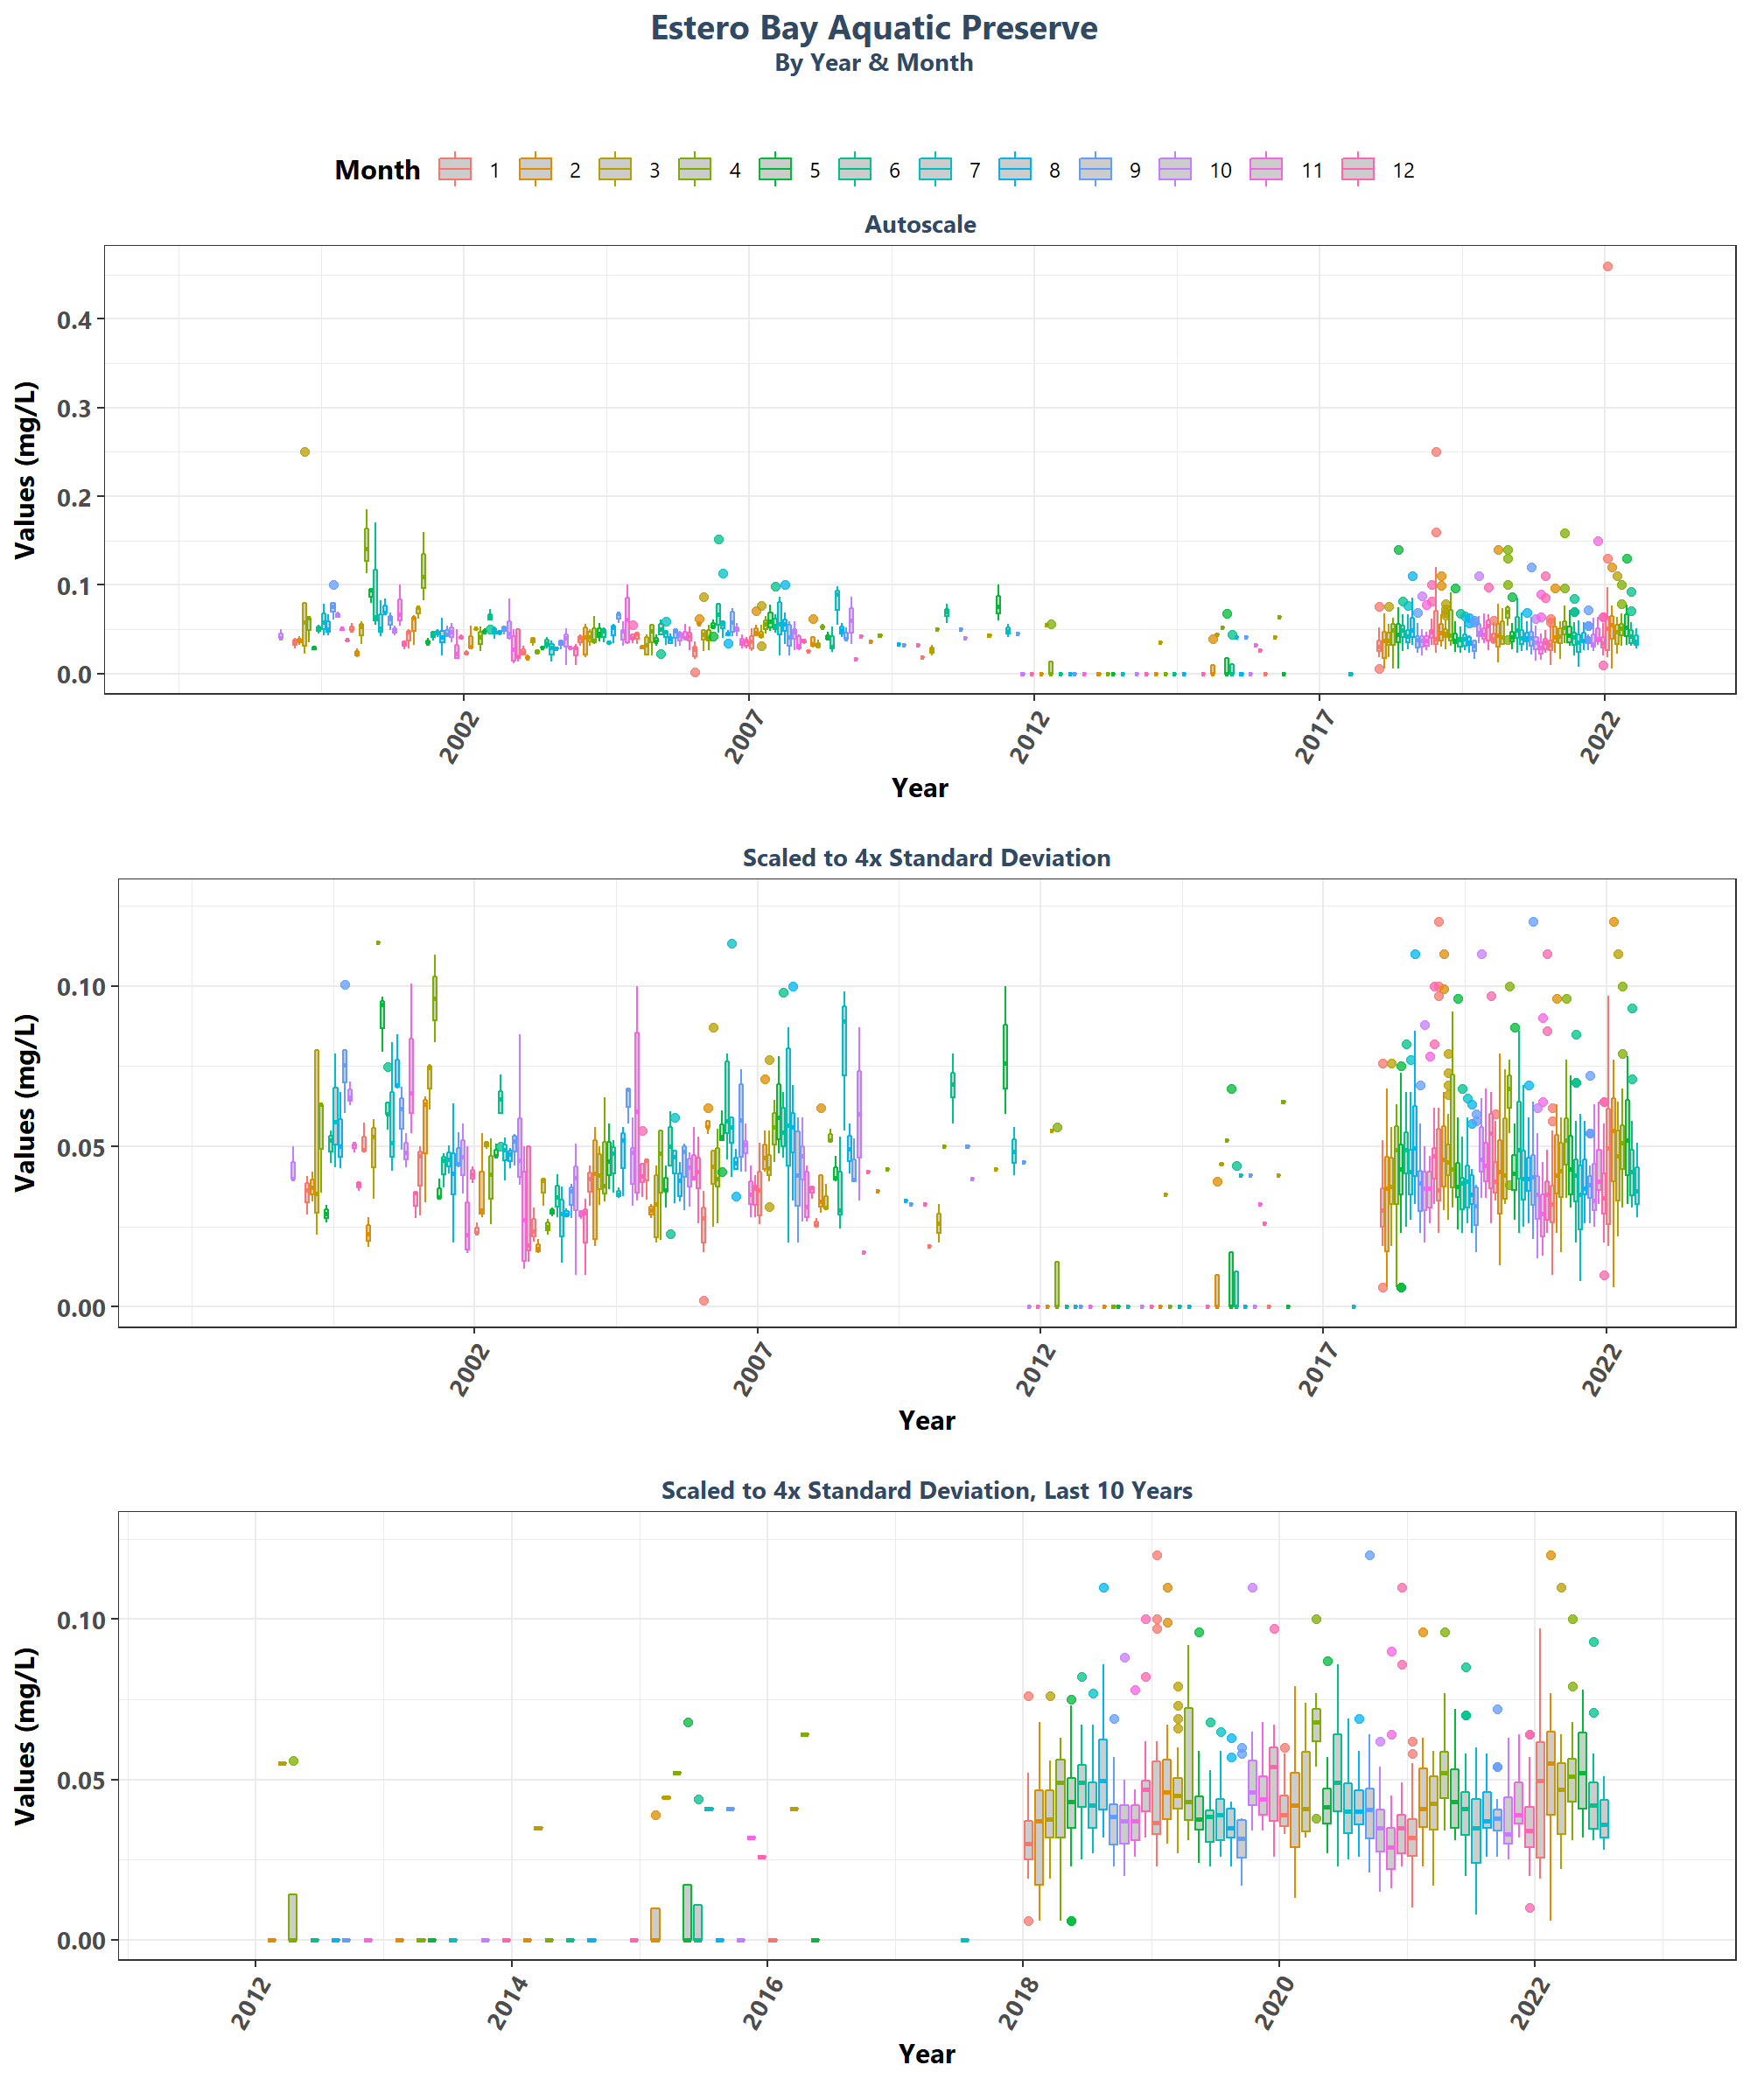 Estero Bay Aquatic Preserve
By Year & Month
Month 1 2 3 4 5 6 7 8 9 10 11 12
Autoscale
Values (mg/L)
0.4
0.3
0.2
0.1
0.0
2002 2007 2012 2017 2022
Year
Scaled to 4x Standard Deviation
Values (mg/L)
0.10
0.05
0.00
2002 2007 2012 2017 2022
Year
Scaled to 4x Standard Deviation, Last 10 Years
Values (mg/L)
0.10
0.05
0.00
2012 2014 2016 2018 2020 2022
Year